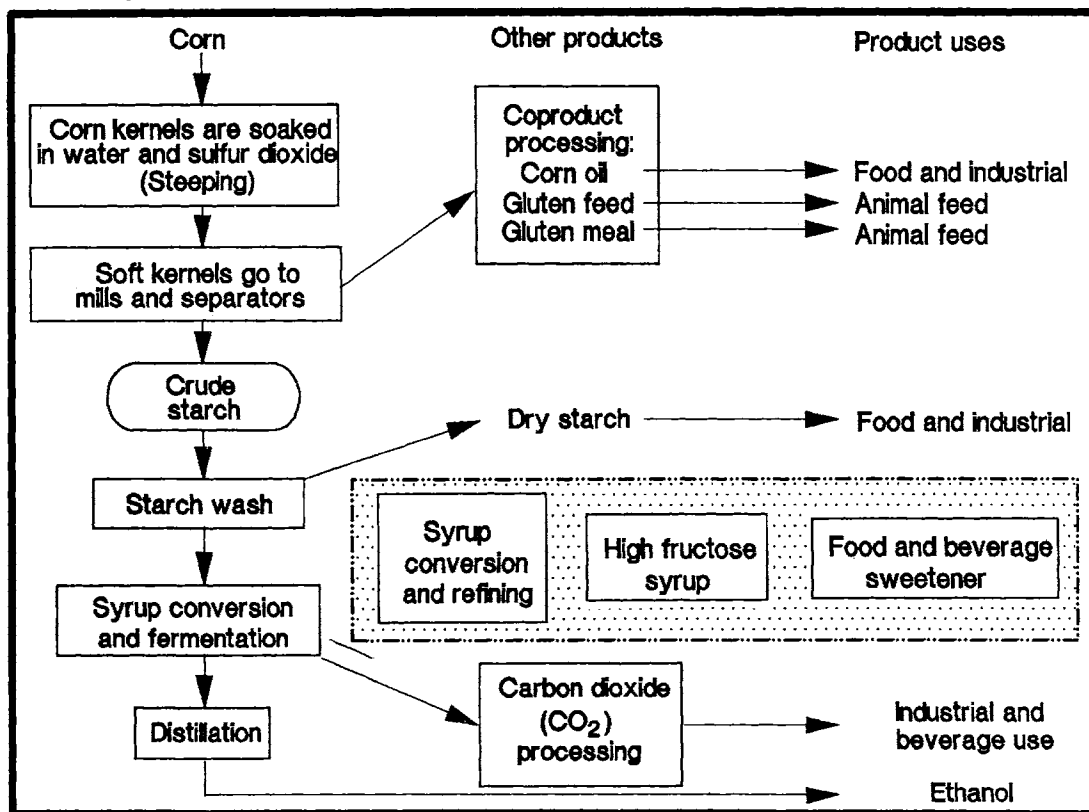 Corn
Other products
Product uses
Corn kernels are soaked
in water and sulfur dioxide
(Steeping)
Coproduct
processing:
Corn oil
Gluten feed
Gluten meal
Food and industrial
Animal feed
Animal feed
Soft kernels go to
mills and separators
Crude
starch
Dry starch
Food and industrial
Starch wash
Syrup
conversion
and refining
High fructose
syrup
Food and beverage
sweetener
Syrup conversion
and fermentation
Carbon dioxide
(CO₂)
processing
Industrial and
beverage use
Distillation
Ethanol